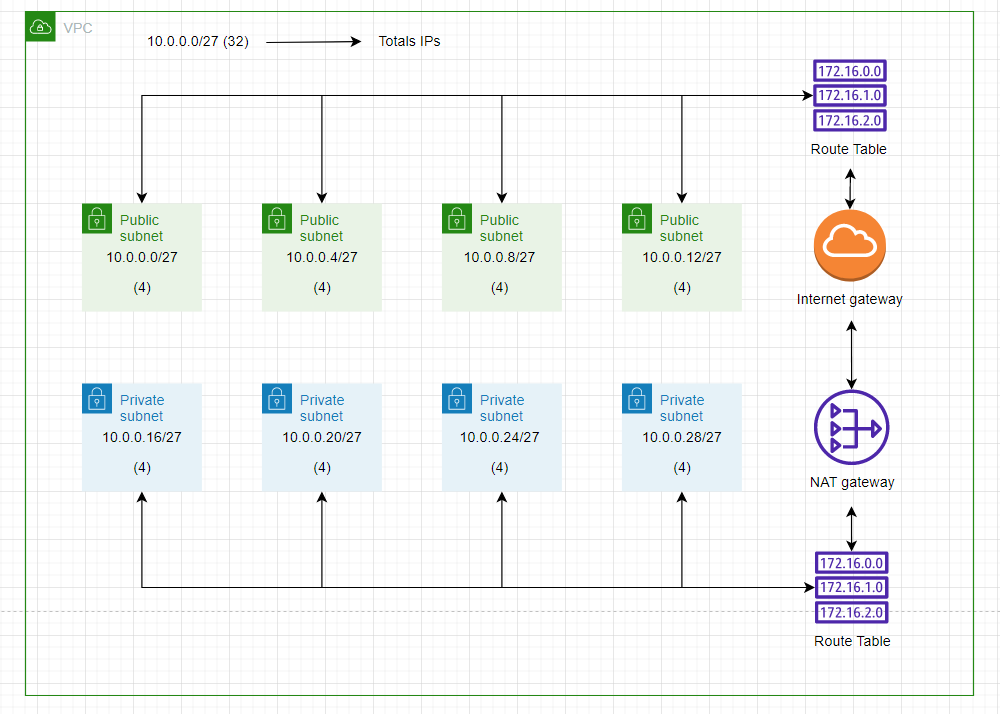 VPC
10.0.0.0/27 (32)
Totals IPs
172.16.0.0
172.16.1.0
172.16.2.0
Route Table
Public
subnet
10.0.0.0/27
(4)
Public
subnet
10.0.0.4/27
(4)
Public
subnet
10.0.0.8/27
(4)
Public
subnet
10.0.0.12/27
(4)
Internet gateway
Private
subnet
10.0.0.16/27
(4)
Private
subnet
10.0.0.20/27
(4)
Private
subnet
10.0.0.24/27
(4)
Private
subnet
10.0.0.28/27
(4)
NAT gateway
172.16.0.0
172.16.1.0
172.16.2.0
Route Table